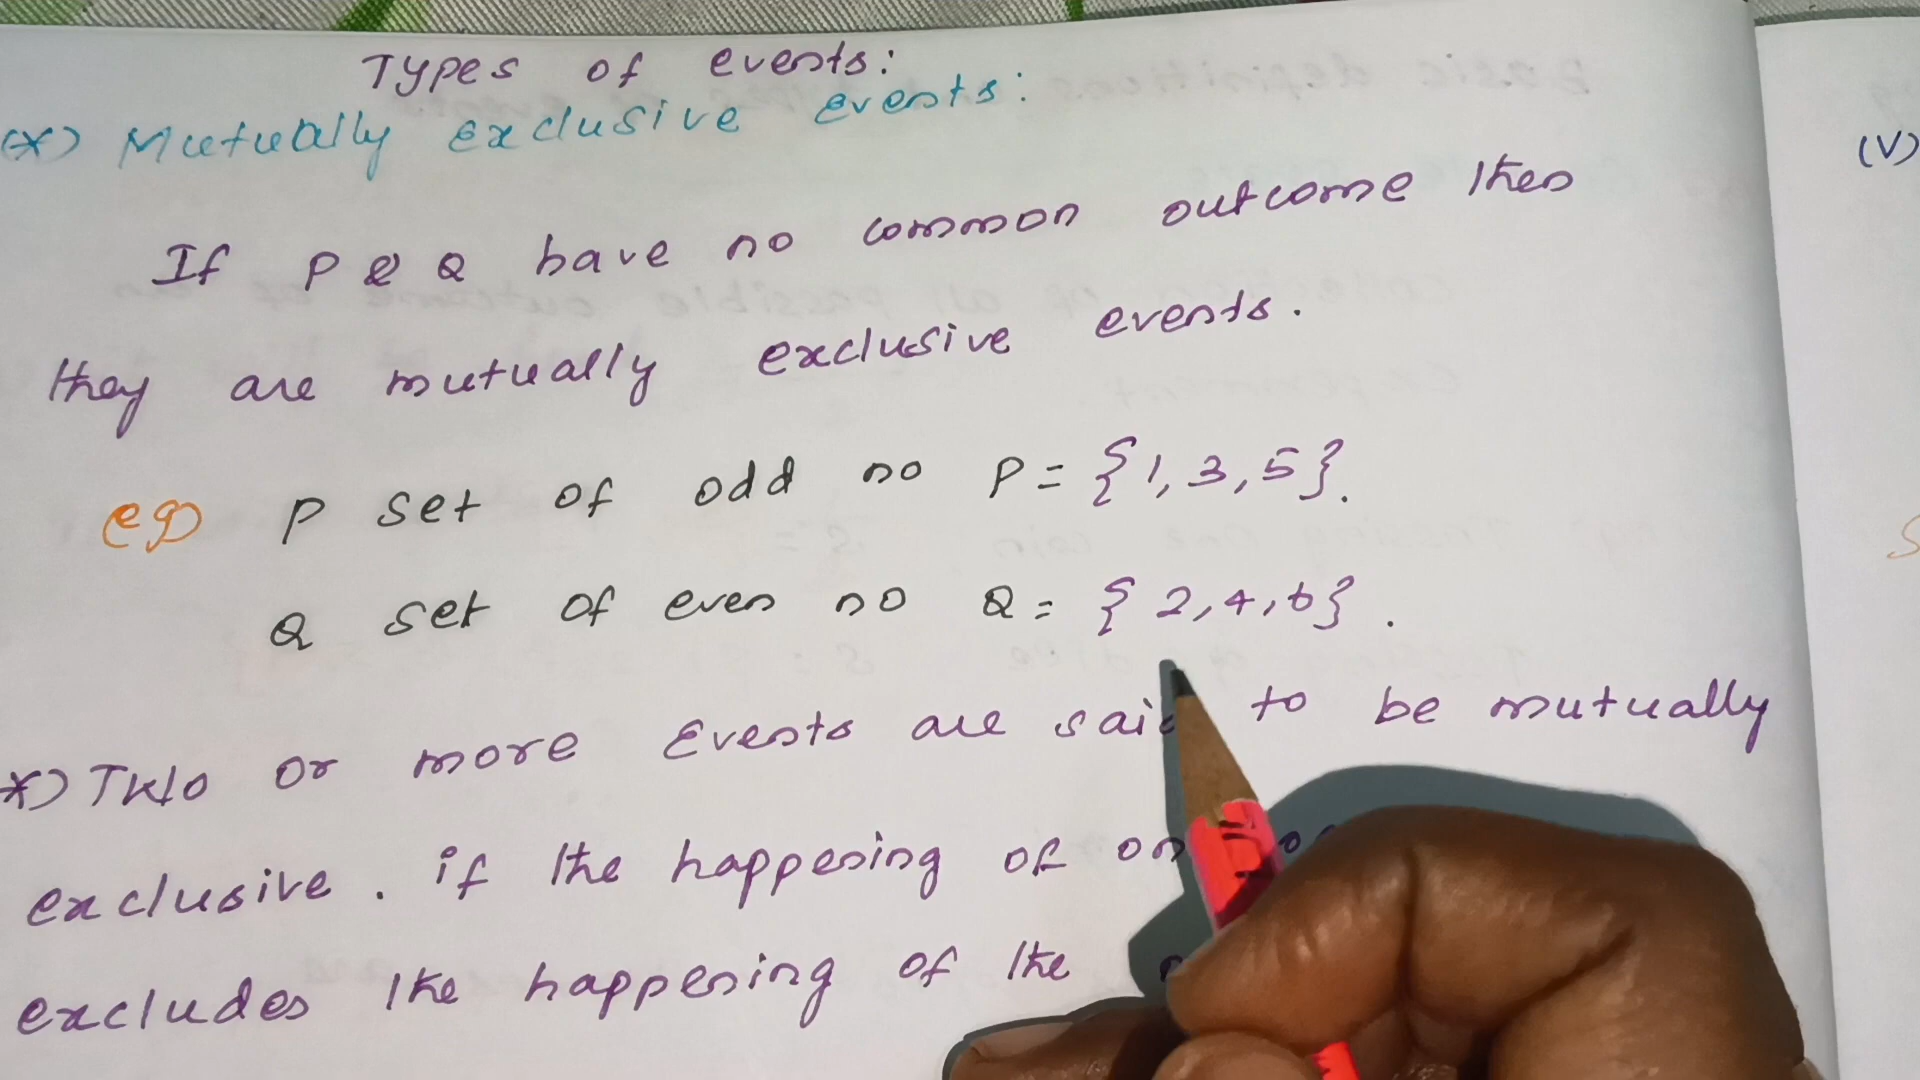 Types of events:
(*) Mutually exclusive events:
If P & Q have no common outcome then
they are mutually exclusive events.
eg) P set of odd no P = {1, 3, 5}.
Q set of even no Q = {2, 4, 6}.
*) Two or more Events are said to be mutually
exclusive. if the happening of
excludes the happening of the
(V)